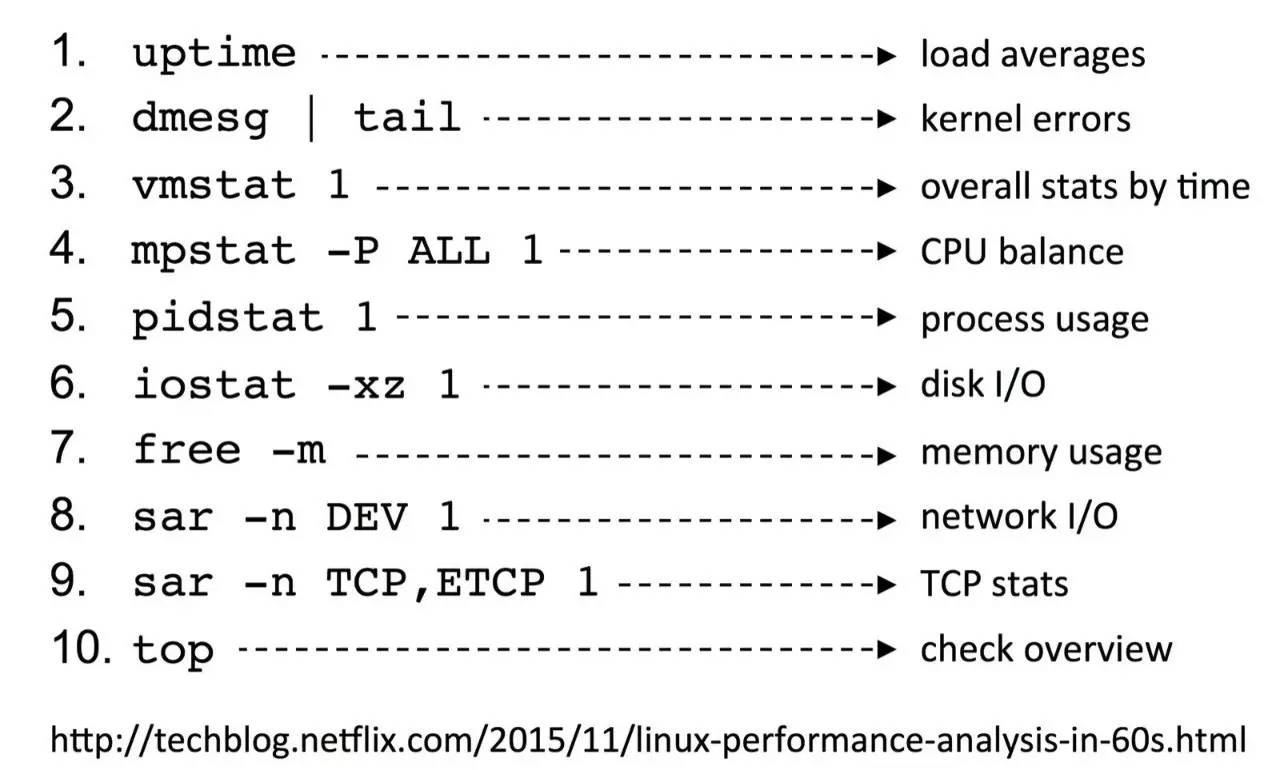 1. uptime load averages
2. dmesg | tail kernel errors
3. vmstat 1 overall stats by time
4. mpstat -P ALL 1 CPU balance
5. pidstat 1 process usage
6. iostat -xz 1 disk I/O
7. free -m memory usage
8. sar -n DEV 1 network I/O
9. sar -n TCP,ETCP 1 TCP stats
10. top check overview
http://techblog.netflix.com/2015/11/linux-performance-analysis-in-60s.html